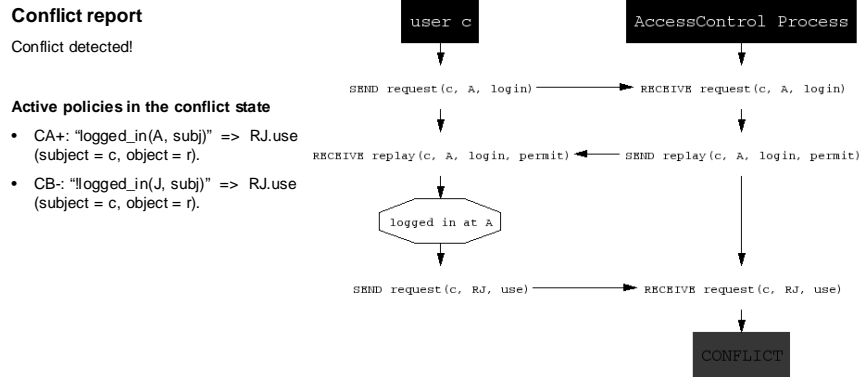 Conflict report
Conflict detected!
Active policies in the conflict state
• CA+: “logged_in(A, subj)” => RJ.use
(subject = c, object = r).
• CB-: “!logged_in(J, subj)” => RJ.use
(subject = c, object = r).
user c
AccessControl Process
SEND request(c, A, login)
RECEIVE request(c, A, login)
RECEIVE replay(c, A, login, permit)
SEND replay(c, A, login, permit)
logged in at A
SEND request(c, RJ, use)
RECEIVE request(c, RJ, use)
CONFLICT